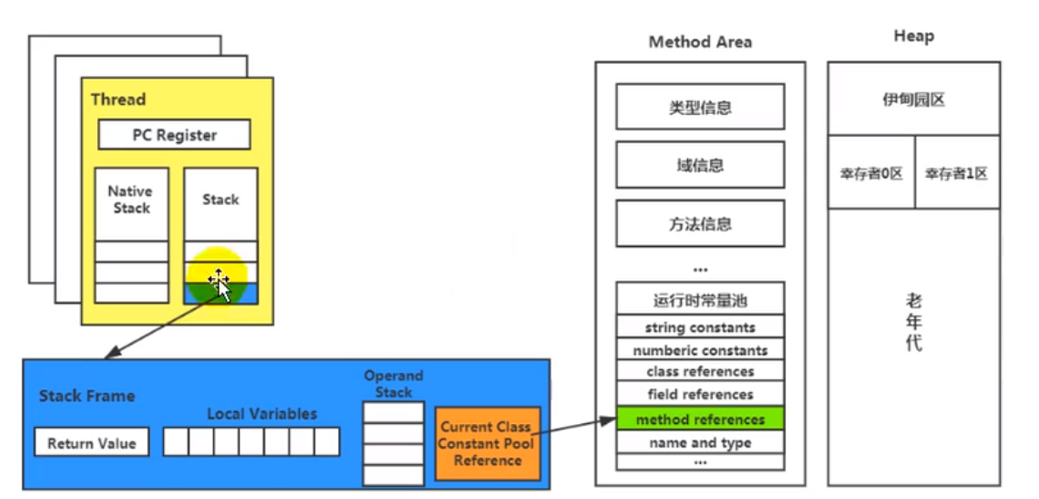 Thread
PC Register
Native
Stack
Stack
Stack Frame
Return Value
Local Variables
Operand
Stack
Current Class
Constant Pool
Reference
Method Area
类型信息
域信息
方法信息
...
运行时常量池
string constants
numberic constants
class references
field references
method references
name and type
...
Heap
伊甸园区
幸存者0区
幸存者1区
老
年
代